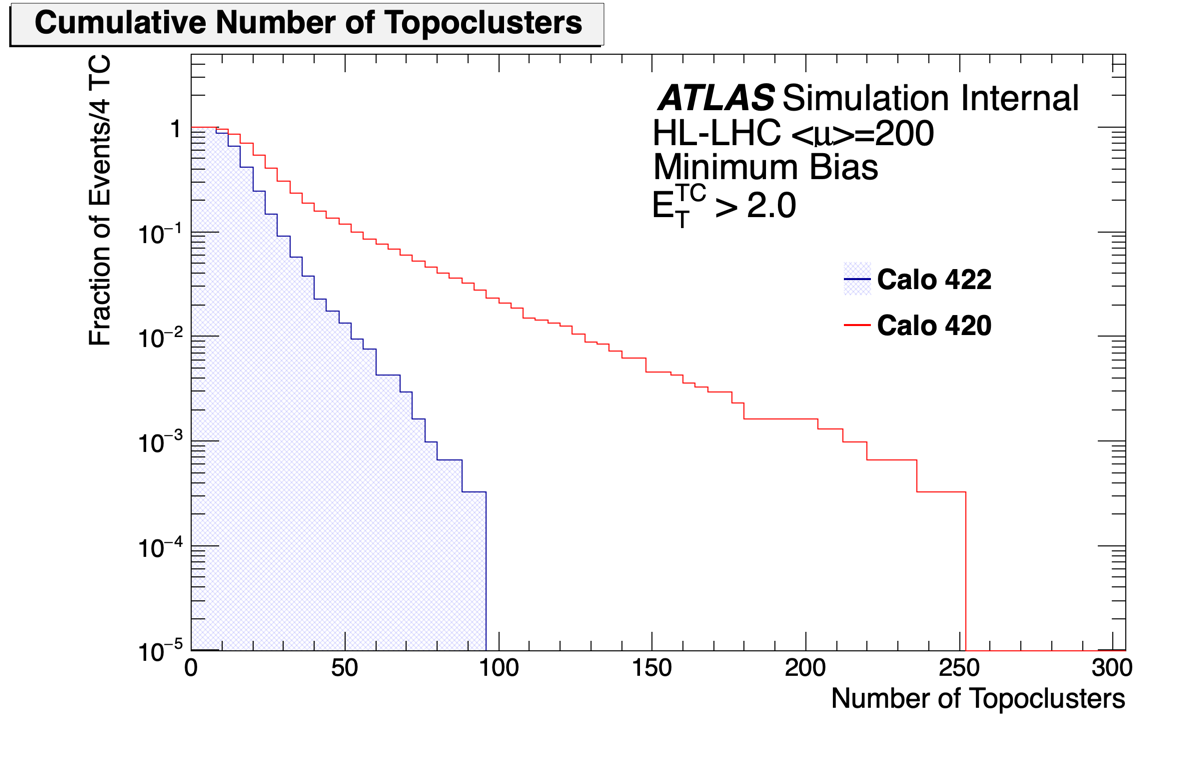 Cumulative Number of Topoclusters
Fraction of Events/4 TC
ATLAS Simulation Internal
HL-LHC <μ>=200
Minimum Bias
E_T^TC > 2.0
Calo 422
Calo 420
1
10⁻¹
10⁻²
10⁻³
10⁻⁴
10⁻⁵
0 50 100 150 200 250 300
Number of Topoclusters